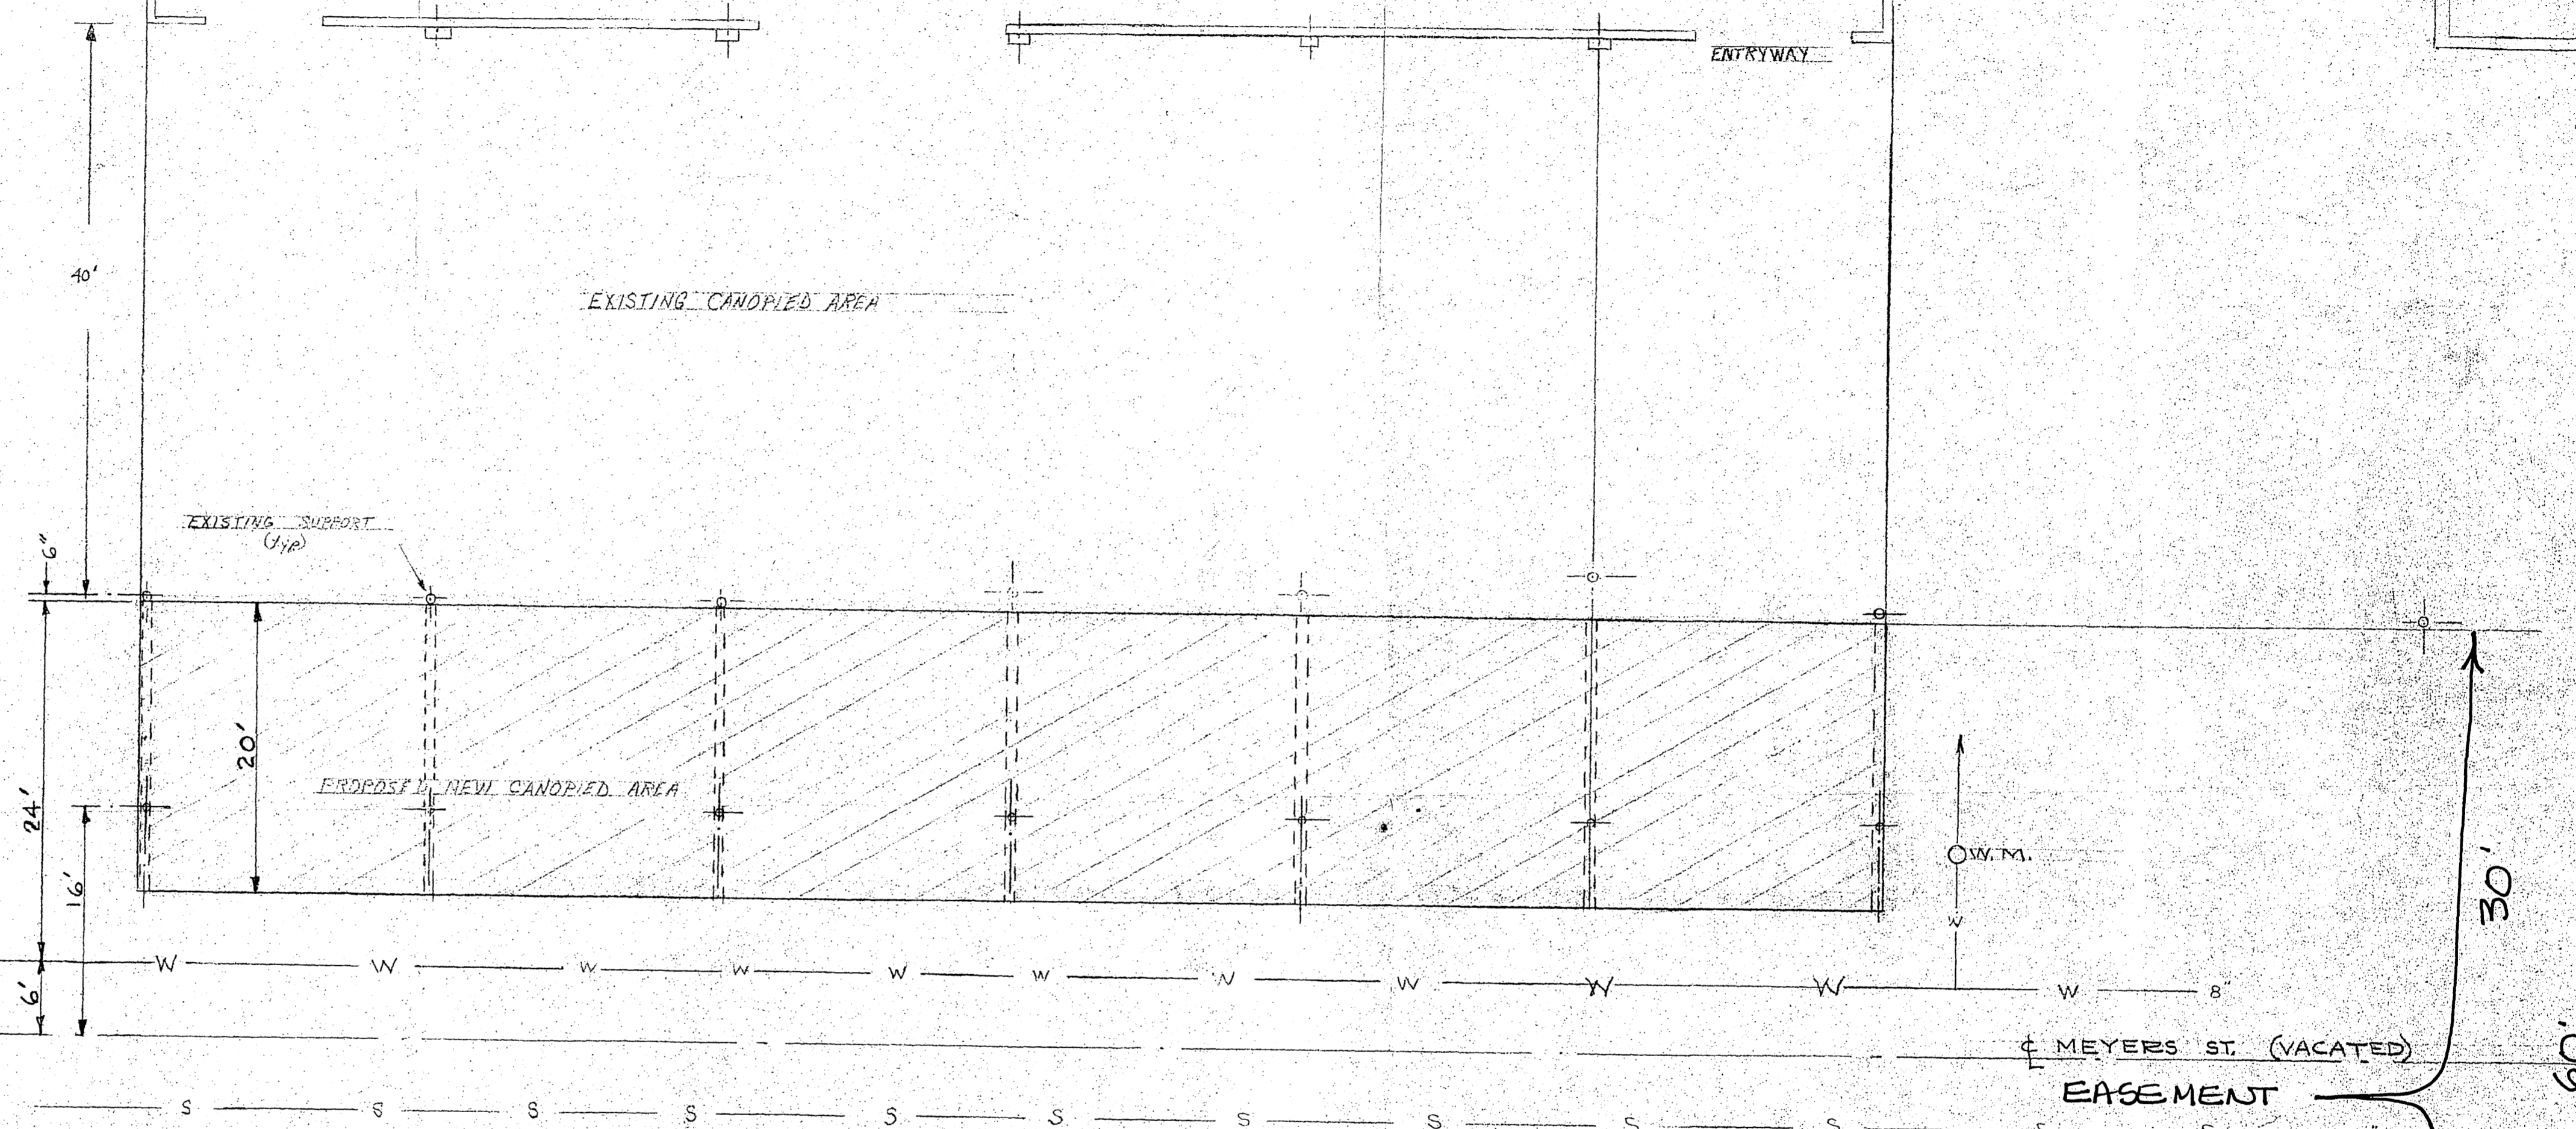 ENTRYWAY
40'
EXISTING CANOPIED AREA
EXISTING SUPPORT
(typ)
6"
20'
PROPOSED NEW CANOPIED AREA
24'
16'
W.M.
30'
W
W W W W W W W W W W W 8"
6'
℄ MEYERS ST. (VACATED)
60'
EASEMENT
S S S S S S S S S S S S